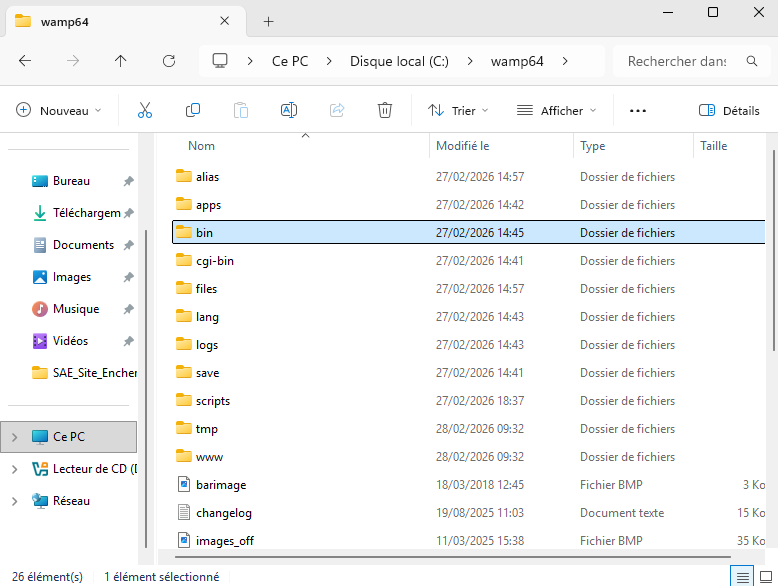 wamp64
Ce PC > Disque local (C:) > wamp64 >
Rechercher dans
Nouveau
Trier
Afficher
Détails
Nom Modifié le Type Taille
Bureau
Téléchargem
Documents
Images
Musique
Vidéos
SAE_Site_Encher
Ce PC
Lecteur de CD (D
Réseau
alias 27/02/2026 14:57 Dossier de fichiers
apps 27/02/2026 14:42 Dossier de fichiers
bin 27/02/2026 14:45 Dossier de fichiers
cgi-bin 27/02/2026 14:41 Dossier de fichiers
files 27/02/2026 14:57 Dossier de fichiers
lang 27/02/2026 14:43 Dossier de fichiers
logs 27/02/2026 14:43 Dossier de fichiers
save 27/02/2026 14:41 Dossier de fichiers
scripts 27/02/2026 18:37 Dossier de fichiers
tmp 28/02/2026 09:32 Dossier de fichiers
www 28/02/2026 09:32 Dossier de fichiers
barimage 18/03/2018 12:45 Fichier BMP 3 Ko
changelog 19/08/2025 11:03 Document texte 15 Ko
images_off 11/03/2025 15:38 Fichier BMP 35 Ko
26 élément(s) 1 élément sélectionné